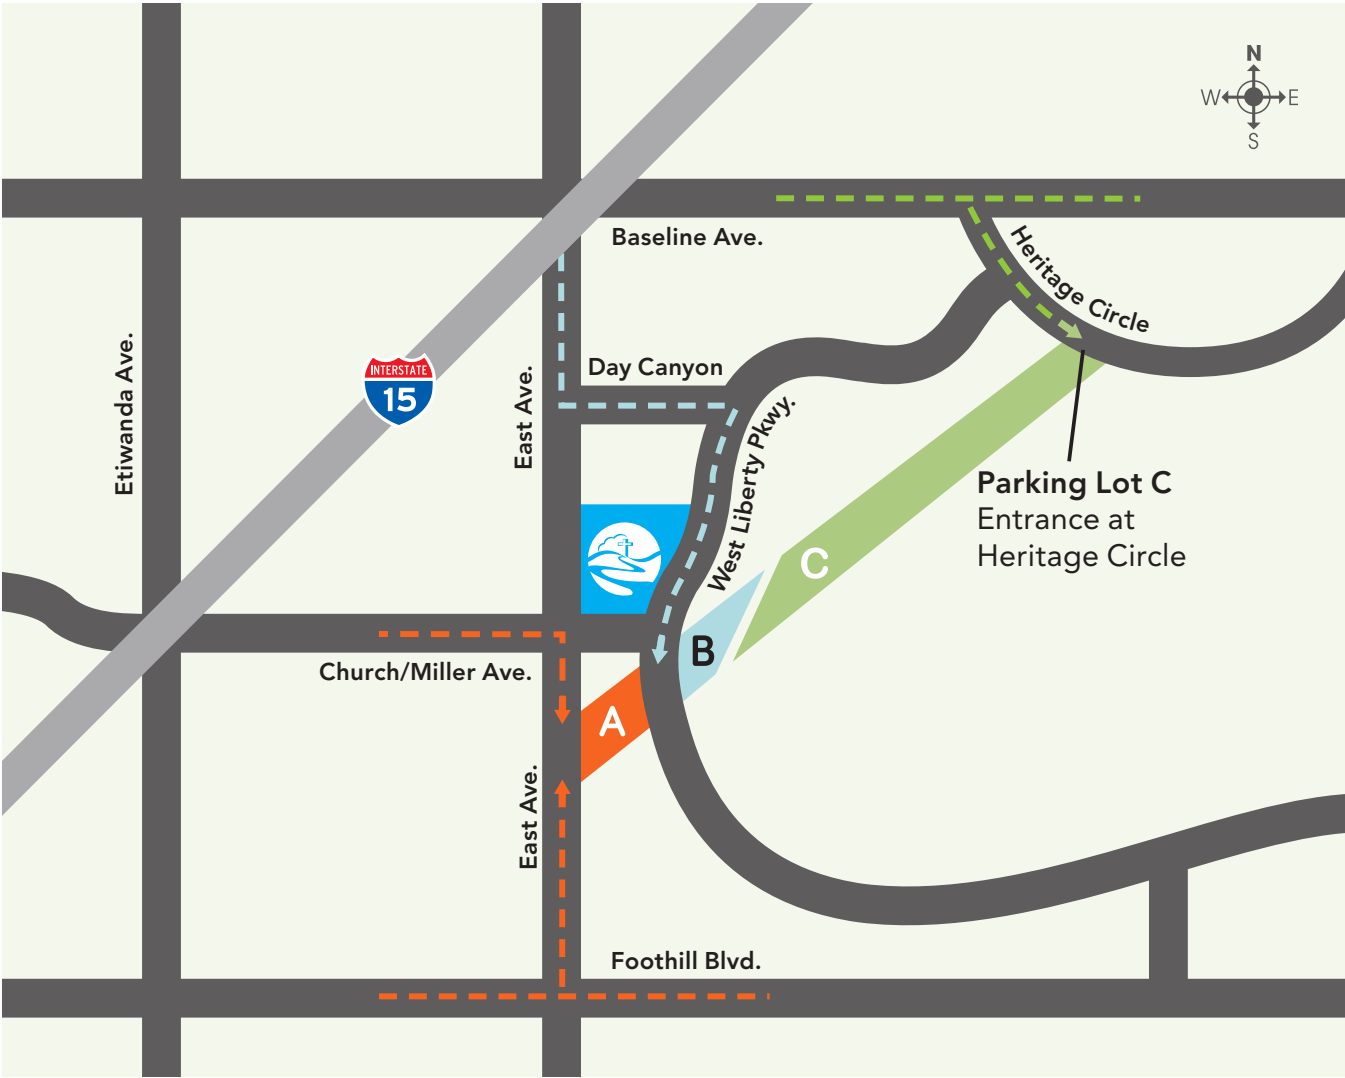 N
W
E
S
Baseline Ave.
Heritage Circle
Etiwanda Ave.
INTERSTATE
15
East Ave.
Day Canyon
West Liberty Pkwy.
Parking Lot C
Entrance at
Heritage Circle
C
B
A
Church/Miller Ave.
East Ave.
Foothill Blvd.